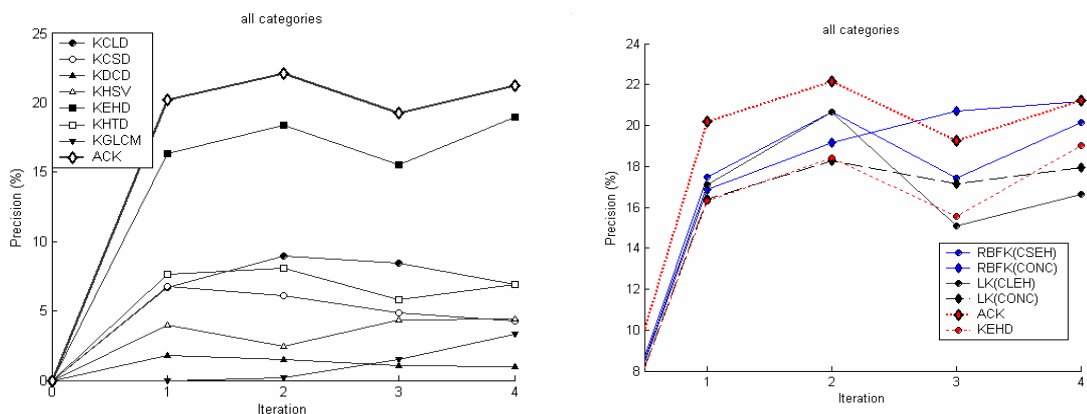 all categories
25
20
15
10
5
0
Precision (%)
KCLD
KCSD
KDCD
KHSV
KEHD
KHTD
KGLCM
ACK
0 1 2 3 4
Iteration
all categories
24
22
20
18
16
14
12
10
8
Precision (%)
RBFK(CSEH)
RBFK(CONC)
LK(CLEH)
LK(CONC)
ACK
KEHD
1 2 3 4
Iteration